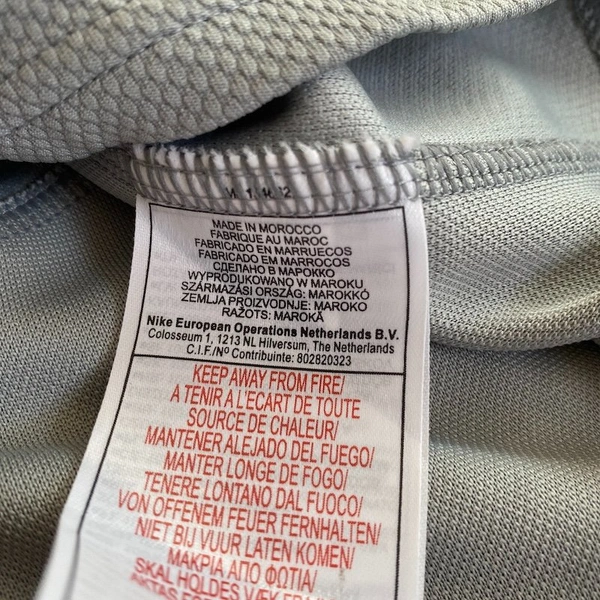 MADE IN MOROCCO
FABRIQUE AU MAROC
FABRICADO EN MARRUECOS
FABRICADO EM MARROCOS
СДЕЛАНО В МАРОККО
WYPRODUKOWANO W MAROKU
SZÁRMAZÁSI ORSZÁG: MAROKKÓ
ZEMLJA PROIZVODNJE: MAROKO
RAŽOTS: MAROKĀ
Nike European Operations Netherlands B.V.
Colosseum 1, 1213 NL Hilversum, The Netherlands
C.I.F/Nº Contribuinte: 802820323
KEEP AWAY FROM FIRE/
A TENIR A L'ECART DE TOUTE
SOURCE DE CHALEUR/
MANTENER ALEJADO DEL FUEGO/
MANTER LONGE DE FOGO/
TENERE LONTANO DAL FUOCO/
VON OFFENEM FEUER FERNHALTEN/
NIET BIJ VUUR LATEN KOMEN/
ΜΑΚΡΙΑ ΑΠΟ ΦΩΤΙΑ/
SKAL HOLDES VÆK